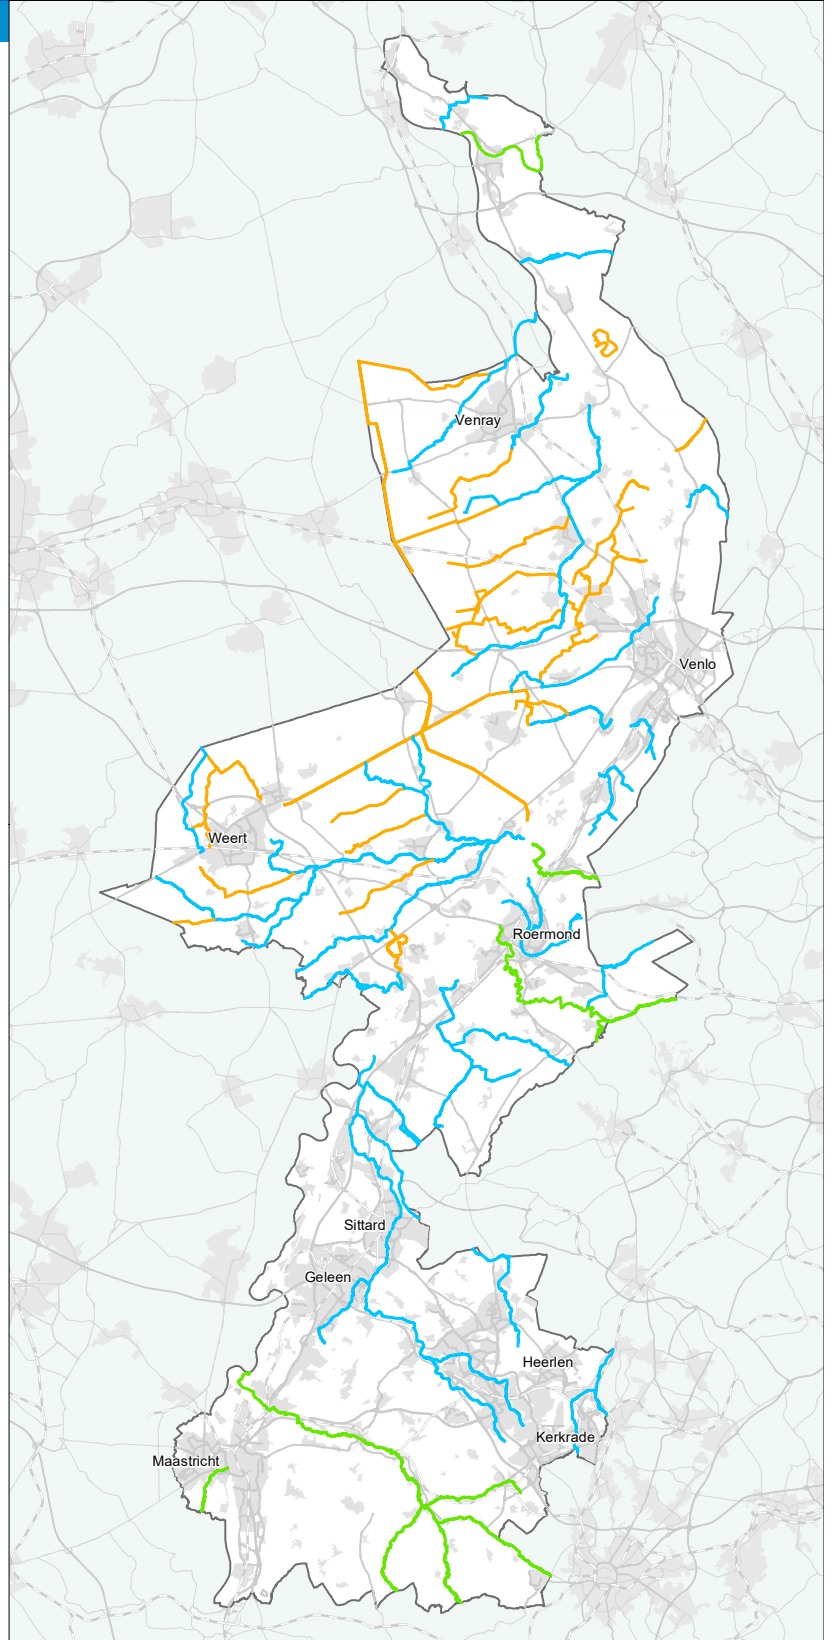 Venray
Venlo
Weert
Roermond
Sittard
Geleen
Heerlen
Kerkrade
Maastricht